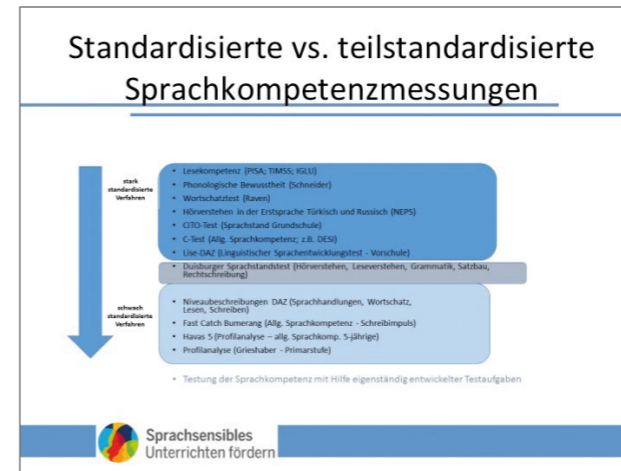 Standardisierte vs. teilstandardisierte
Sprachkompetenzmessungen
stark
standardisierte
Verfahren
• Lesekompetenz (PISA; TIMSS; IGLU)
• Phonologische Bewusstheit (Schneider)
• Wortschatztest (Raven)
• Hörverstehen in der Erstsprache Türkisch und Russisch (NEPS)
• CITO-Test (Sprachstand Grundschule)
• C-Test (Allg. Sprachkompetenz; z.B. DESI)
• Lise-DAZ (Linguistischer Sprachentwicklungstest - Vorschule)
• Duisburger Sprachstandstest (Hörverstehen, Leseverstehen, Grammatik, Satzbau,
Rechtschreibung)
schwach
standardisierte
Verfahren
• Niveaubeschreibungen DAZ (Sprachhandlungen, Wortschatz,
Lesen, Schreiben)
• Fast Catch Bumerang (Allg. Sprachkompetenz - Schreibimpuls)
• Havas 5 (Profilanalyse – allg. Sprachkomp. 5-jährige)
• Profilanalyse (Grieshaber - Primarstufe)
• Testung der Sprachkompetenz mit Hilfe eigenständig entwickelter Testaufgaben
Sprachsensibles
Unterrichten fördern